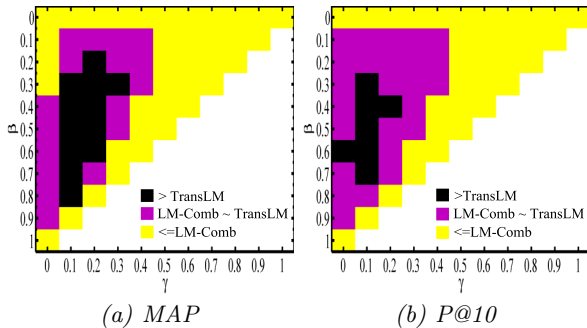 0
0.1
0.2
0.3
0.4
0.5
0.6
0.7
0.8
0.9
1
β
> TransLM
LM-Comb ~ TransLM
<=LM-Comb
0 0.1 0.2 0.3 0.4 0.5 0.6 0.7 0.8 0.9 1
γ
(a) MAP
0
0.1
0.2
0.3
0.4
0.5
0.6
0.7
0.8
0.9
1
β
>TransLM
LM-Comb ~ TransLM
<=LM-Comb
0 0.1 0.2 0.3 0.4 0.5 0.6 0.7 0.8 0.9 1
γ
(b) P@10